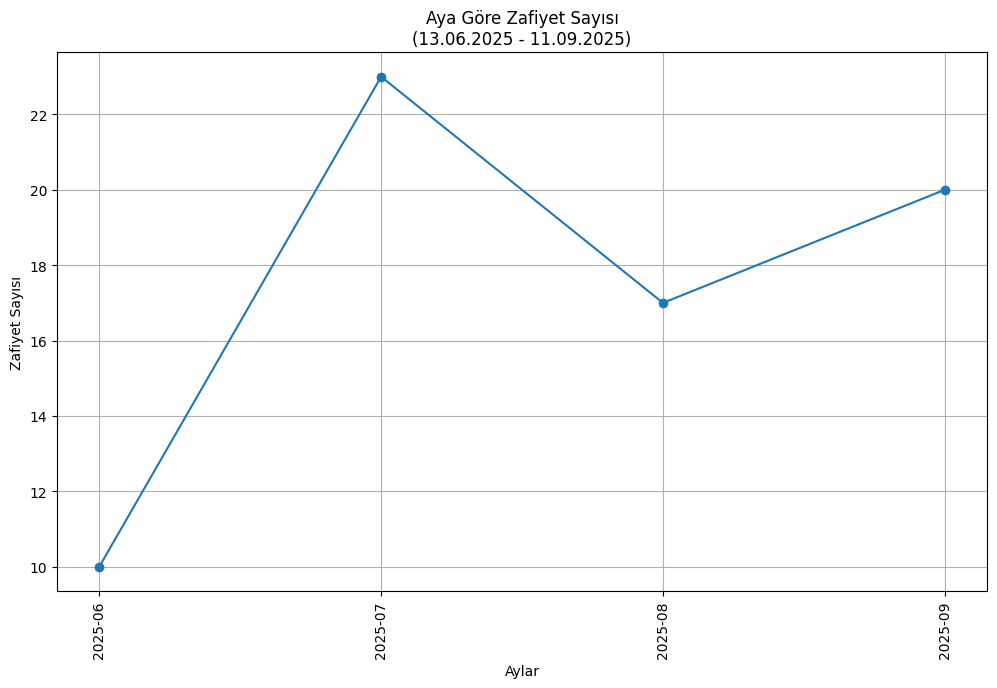 Aya Göre Zafiyet Sayısı
(13.06.2025 - 11.09.2025)
Zafiyet Sayısı
22
20
18
16
14
12
10
2025-06
2025-07
2025-08
2025-09
Aylar